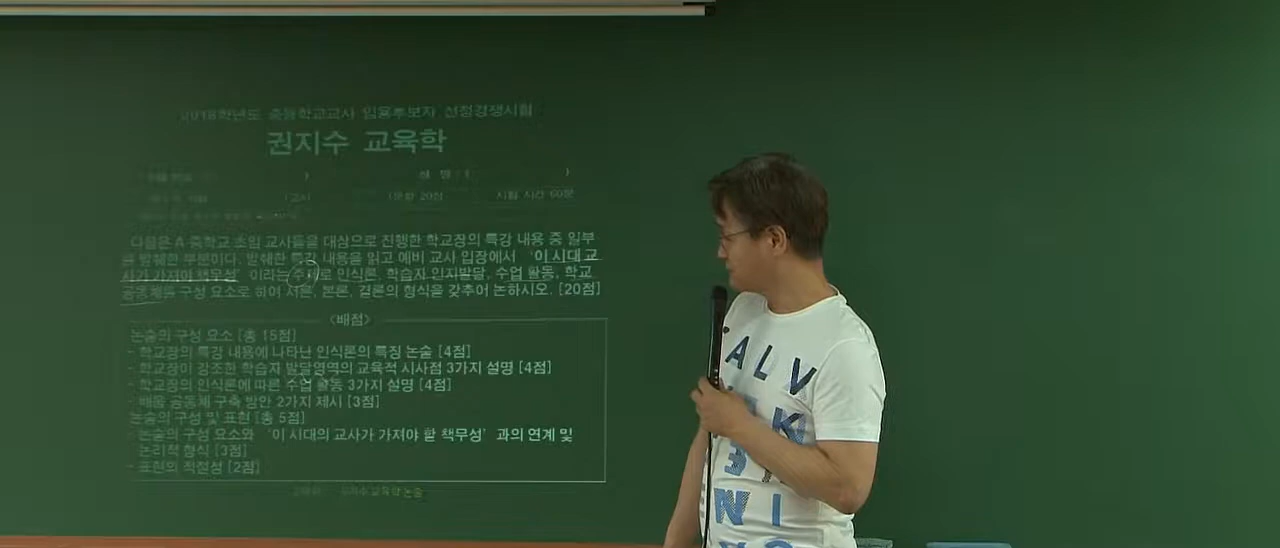 2018학년도 중등학교교사 임용후보자 선정경쟁시험
권지수 교육학
성 명 : (          )
시험 시간 60분
다음은 A 중학교 초임 교사들을 대상으로 진행한 학교장의 특강 내용 중 일부
를 발췌한 부분이다. 발췌한 특강 내용을 읽고 예비 교사 입장에서 '이 시대 교
사가 가져야 책무성' 이라는 주제로 인식론, 학습자 인지발달, 수업 활동, 학교
공동체를 구성 요소로 하여 서론, 본론, 결론의 형식을 갖추어 논하시오. [20점]
<배점>
논술의 구성 요소 [총 15점]
- 학교장의 특강 내용에 나타난 인식론의 특징 논술 [4점]
- 학교장이 강조한 학습자 발달영역의 교육적 시사점 3가지 설명 [4점]
- 학교장의 인식론에 따른 수업 활동 3가지 설명 [4점]
- 배움 공동체 구축 방안 2가지 제시 [3점]
논술의 구성 및 표현 [총 5점]
- 논술의 구성 요소와 '이 시대의 교사가 가져야 할 책무성' 과의 연계 및
논리적 형식 [3점]
- 표현의 적절성 [2점]
ALV
K
3
NI